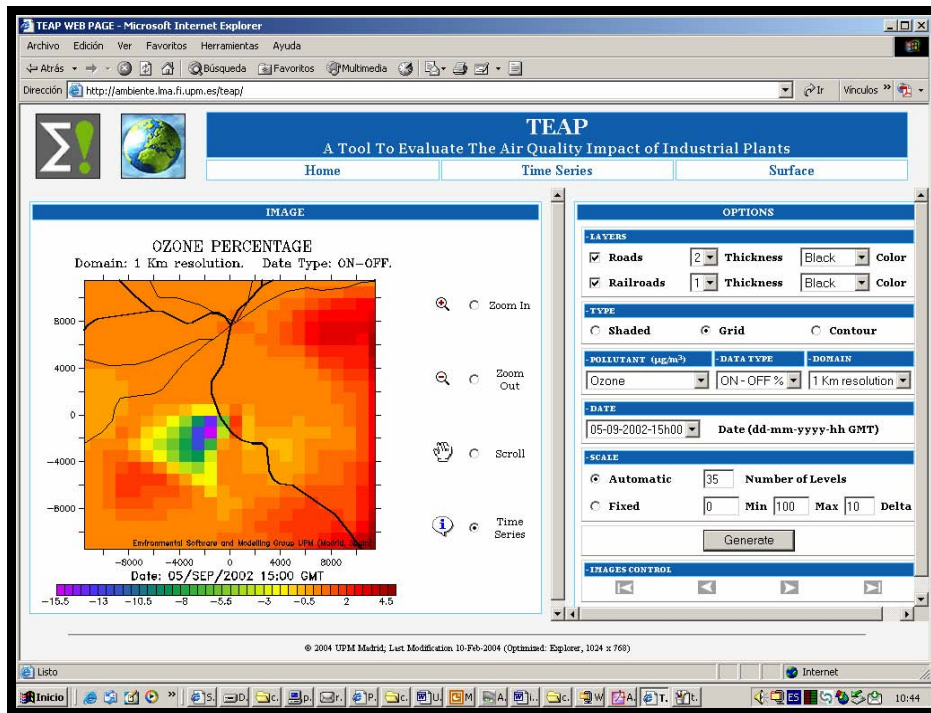 TEAP WEB PAGE - Microsoft Internet Explorer
Archivo Edición Ver Favoritos Herramientas Ayuda
Atrás Búsqueda Favoritos Multimedia
Dirección http://ambiente.lma.fi.upm.es/teap/ Ir Vínculos »
TEAP
A Tool To Evaluate The Air Quality Impact of Industrial Plants
Home Time Series Surface
IMAGE
OZONE PERCENTAGE
Domain: 1 Km resolution. Data Type: ON-OFF.
8000
4000
0
-4000
-8000
Environmental Software and Modelling Group UPM (Madrid, Spain)
-8000 -4000 0 4000 8000
Date: 05/SEP/2002 15:00 GMT
-15.5 -13 -10.5 -8 -5.5 -3 -0.5 2 4.5
Zoom In
Zoom Out
Scroll
Time Series
OPTIONS
-LAYERS
Roads 2 Thickness Black Color
Railroads 1 Thickness Black Color
-TYPE
Shaded Grid Contour
-POLLUTANT (µg/m³) -DATA TYPE -DOMAIN
Ozone ON - OFF % 1 Km resolution
-DATE
05-09-2002-15h00 Date (dd-mm-yyyy-hh GMT)
-SCALE
Automatic 35 Number of Levels
Fixed 0 Min 100 Max 10 Delta
Generate
-IMAGES CONTROL
© 2004 UPM Madrid; Last Modification 10-Feb-2004 (Optimized: Explorer, 1024 x 768)
Listo Internet
Inicio » S. D. c. p. r. P. c. U. M A. i.. c. W A. T. t. ES 10:44